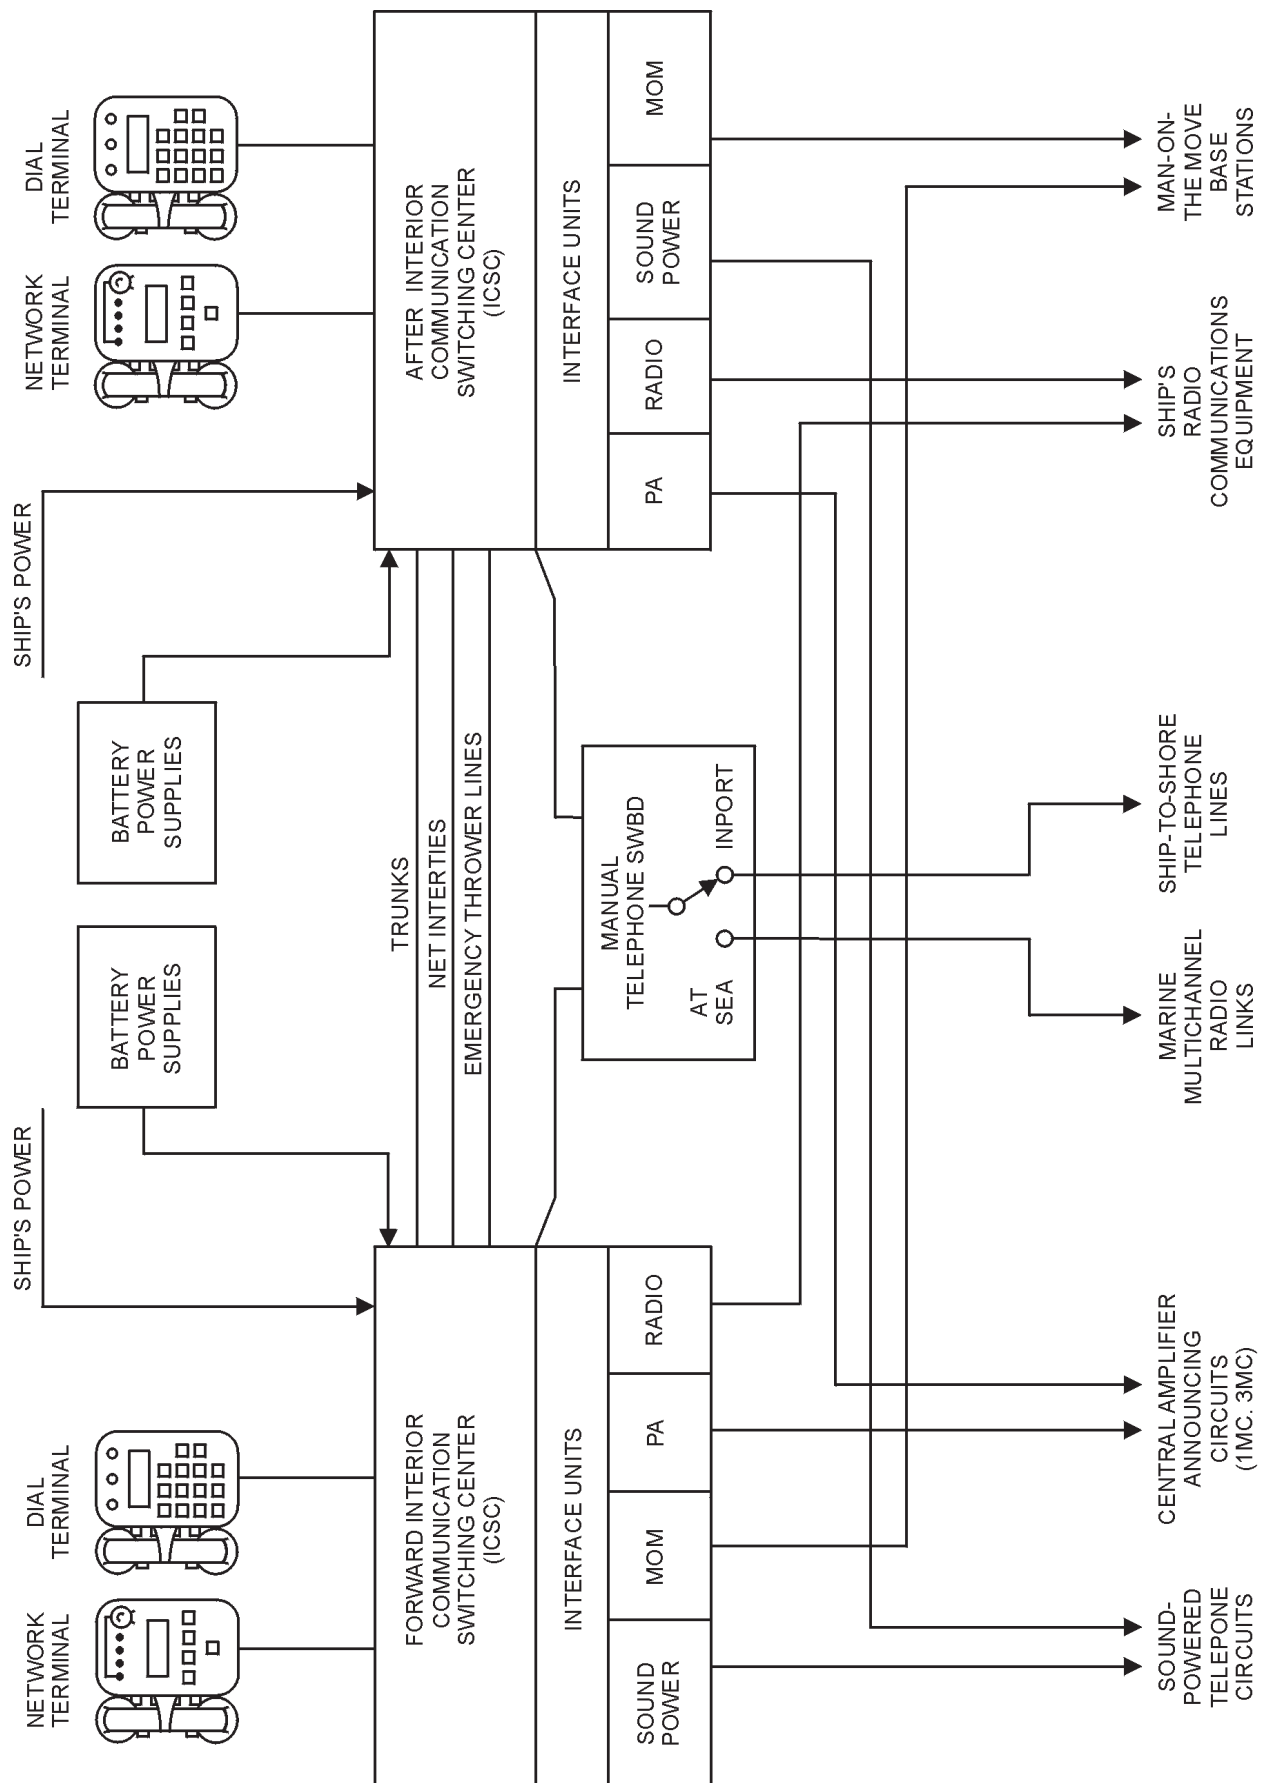 NETWORK
TERMINAL
DIAL
TERMINAL
SHIP'S POWER
BATTERY
POWER
SUPPLIES
BATTERY
POWER
SUPPLIES
SHIP'S POWER
NETWORK
TERMINAL
DIAL
TERMINAL
FORWARD INTERIOR
COMMUNICATION
SWITCHING CENTER
(ICSC)
TRUNKS
NET INTERTIES
EMERGENCY THROWER LINES
AFTER INTERIOR
COMMUNICATION
SWITCHING CENTER
(ICSC)
INTERFACE UNITS
INTERFACE UNITS
SOUND
POWER
MOM
PA
RADIO
MANUAL
TELEPHONE SWBD
AT
SEA
INPORT
PA
RADIO
SOUND
POWER
MOM
SOUND-
POWERED
TELEPONE
CIRCUITS
CENTRAL AMPLIFIER
ANNOUNCING
CIRCUITS
(1MC. 3MC)
MARINE
MULTICHANNEL
RADIO
LINKS
SHIP-TO-SHORE
TELEPHONE
LINES
SHIP'S
RADIO
COMMUNICATIONS
EQUIPMENT
MAN-ON-
THE MOVE
BASE
STATIONS